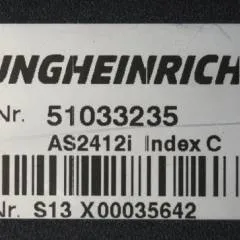 UNGHEINRICH
Nr. 51033235
AS2412i Index C
Nr. S13 X00035642